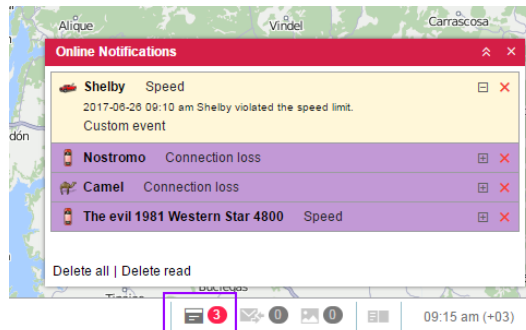 Alique
Vindel
Carrascosa
Online Notifications
Shelby Speed
2017-06-26 09:10 am Shelby violated the speed limit.
Custom event
dón
Nostromo Connection loss
Camel Connection loss
The evil 1981 Western Star 4800 Speed
Delete all | Delete read
3
0
0
09:15 am (+03)